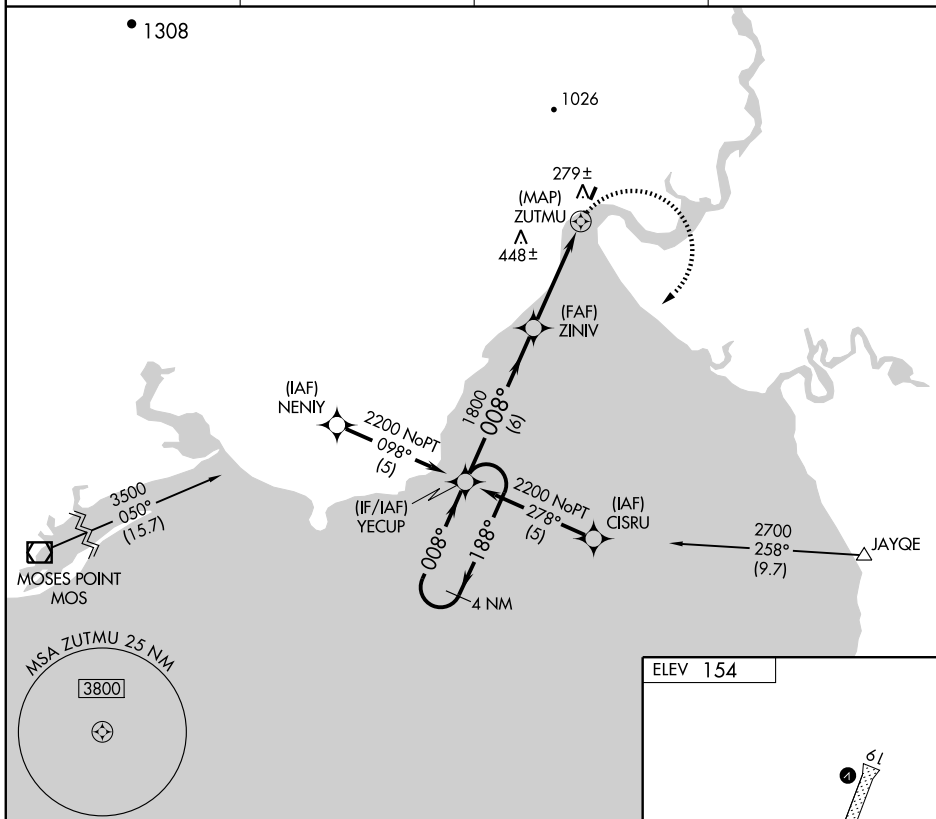 1308
1026
279±
(MAP)
ZUTMU
448±
(FAF)
ZINIV
(IAF)
NENIY
2200 NoPT
098°
(5)
1800
008°
(6)
(IF/IAF)
YECUP
2200 NoPT
278°
(5)
(IAF)
CISRU
3500
050°
(15.7)
MOSES POINT
MOS
2700
258°
(9.7)
JAYQE
008°
188°
4 NM
MSA ZUTMU 25 NM
3800
ELEV 154
19
V